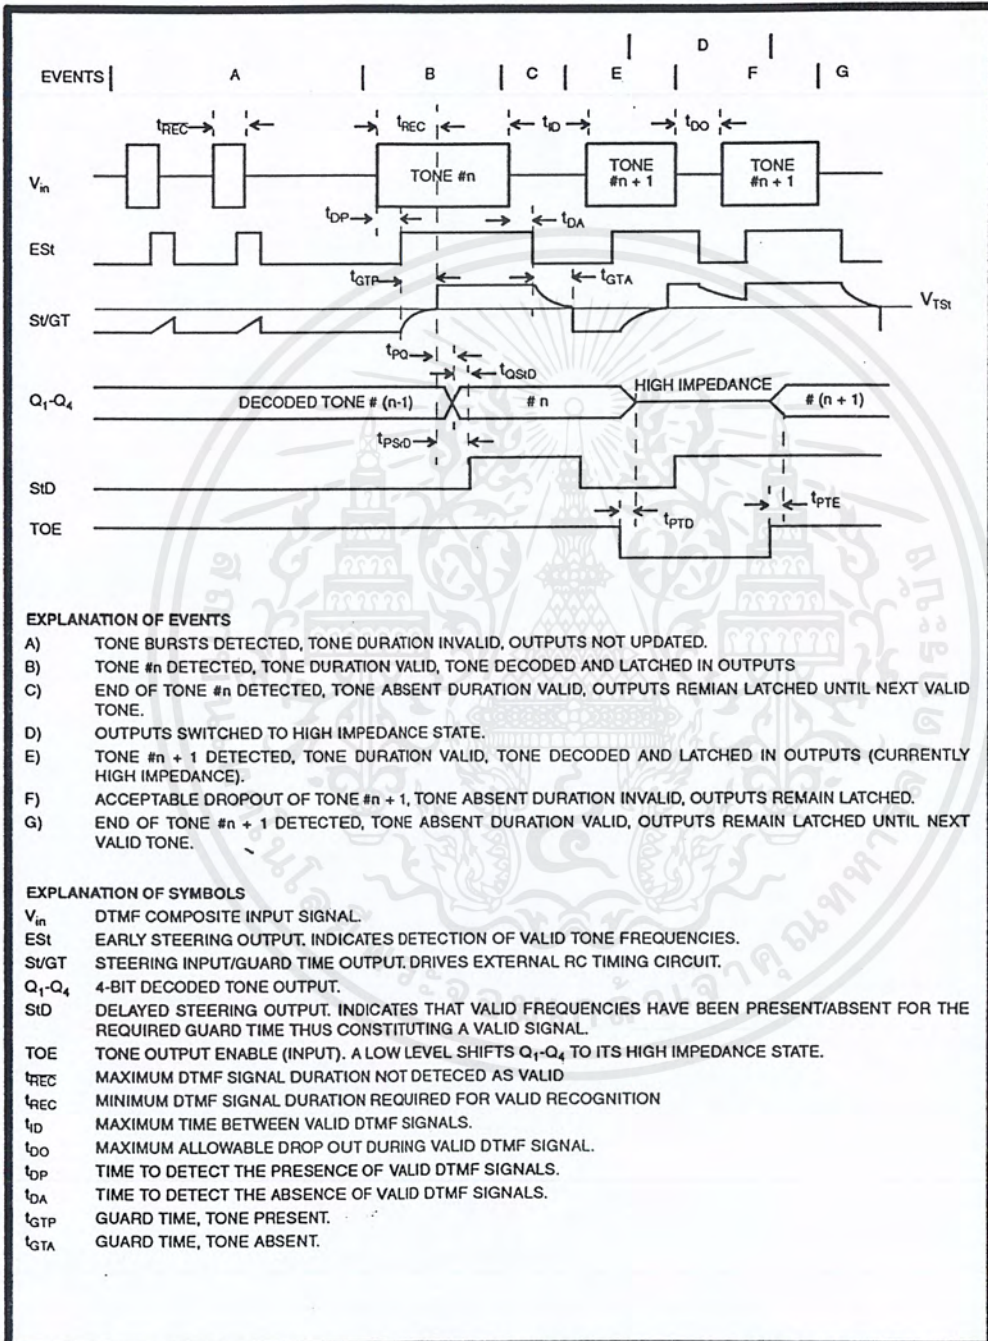 D
EVENTS A B C E F G
tREC tREC tID tDO
Vin TONE #n TONE #n + 1 TONE #n + 1
tDP tDA
ESt
tGTP tGTA
VTSt
St/GT
tPQ tQStD
HIGH IMPEDANCE
Q1-Q4 DECODED TONE # (n-1) # n # (n + 1)
tPSrD
StD
tPTD tPTE
TOE
EXPLANATION OF EVENTS
A) TONE BURSTS DETECTED, TONE DURATION INVALID, OUTPUTS NOT UPDATED.
B) TONE #n DETECTED, TONE DURATION VALID, TONE DECODED AND LATCHED IN OUTPUTS
C) END OF TONE #n DETECTED, TONE ABSENT DURATION VALID, OUTPUTS REMIAN LATCHED UNTIL NEXT VALID
TONE.
D) OUTPUTS SWITCHED TO HIGH IMPEDANCE STATE.
E) TONE #n + 1 DETECTED, TONE DURATION VALID, TONE DECODED AND LATCHED IN OUTPUTS (CURRENTLY
HIGH IMPEDANCE).
F) ACCEPTABLE DROPOUT OF TONE #n + 1, TONE ABSENT DURATION INVALID, OUTPUTS REMAIN LATCHED.
G) END OF TONE #n + 1 DETECTED, TONE ABSENT DURATION VALID, OUTPUTS REMAIN LATCHED UNTIL NEXT
VALID TONE.
EXPLANATION OF SYMBOLS
Vin DTMF COMPOSITE INPUT SIGNAL.
ESt EARLY STEERING OUTPUT. INDICATES DETECTION OF VALID TONE FREQUENCIES.
St/GT STEERING INPUT/GUARD TIME OUTPUT. DRIVES EXTERNAL RC TIMING CIRCUIT.
Q1-Q4 4-BIT DECODED TONE OUTPUT.
StD DELAYED STEERING OUTPUT. INDICATES THAT VALID FREQUENCIES HAVE BEEN PRESENT/ABSENT FOR THE
REQUIRED GUARD TIME THUS CONSTITUTING A VALID SIGNAL.
TOE TONE OUTPUT ENABLE (INPUT). A LOW LEVEL SHIFTS Q1-Q4 TO ITS HIGH IMPEDANCE STATE.
tREC MAXIMUM DTMF SIGNAL DURATION NOT DETECED AS VALID
tREC MINIMUM DTMF SIGNAL DURATION REQUIRED FOR VALID RECOGNITION
tID MAXIMUM TIME BETWEEN VALID DTMF SIGNALS.
tDO MAXIMUM ALLOWABLE DROP OUT DURING VALID DTMF SIGNAL.
tDP TIME TO DETECT THE PRESENCE OF VALID DTMF SIGNALS.
tDA TIME TO DETECT THE ABSENCE OF VALID DTMF SIGNALS.
tGTP GUARD TIME, TONE PRESENT.
tGTA GUARD TIME, TONE ABSENT.